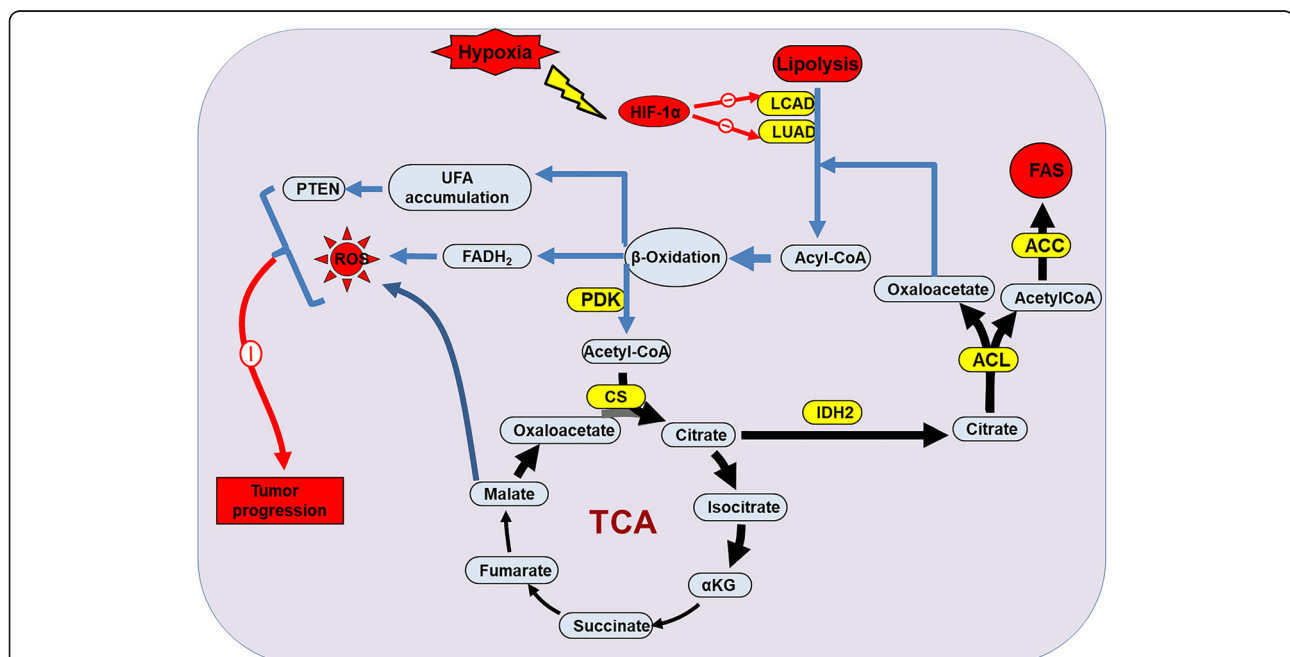 Hypoxia
Lipolysis
HIF-1α
LCAD
LUAD
FAS
PTEN
UFA
accumulation
ACC
ROS
FADH₂
β-Oxidation
Acyl-CoA
Oxaloacetate
AcetylCoA
PDK
Acetyl-CoA
ACL
CS
IDH2
Oxaloacetate
Citrate
Citrate
Tumor
progression
Malate
TCA
Isocitrate
Fumarate
αKG
Succinate